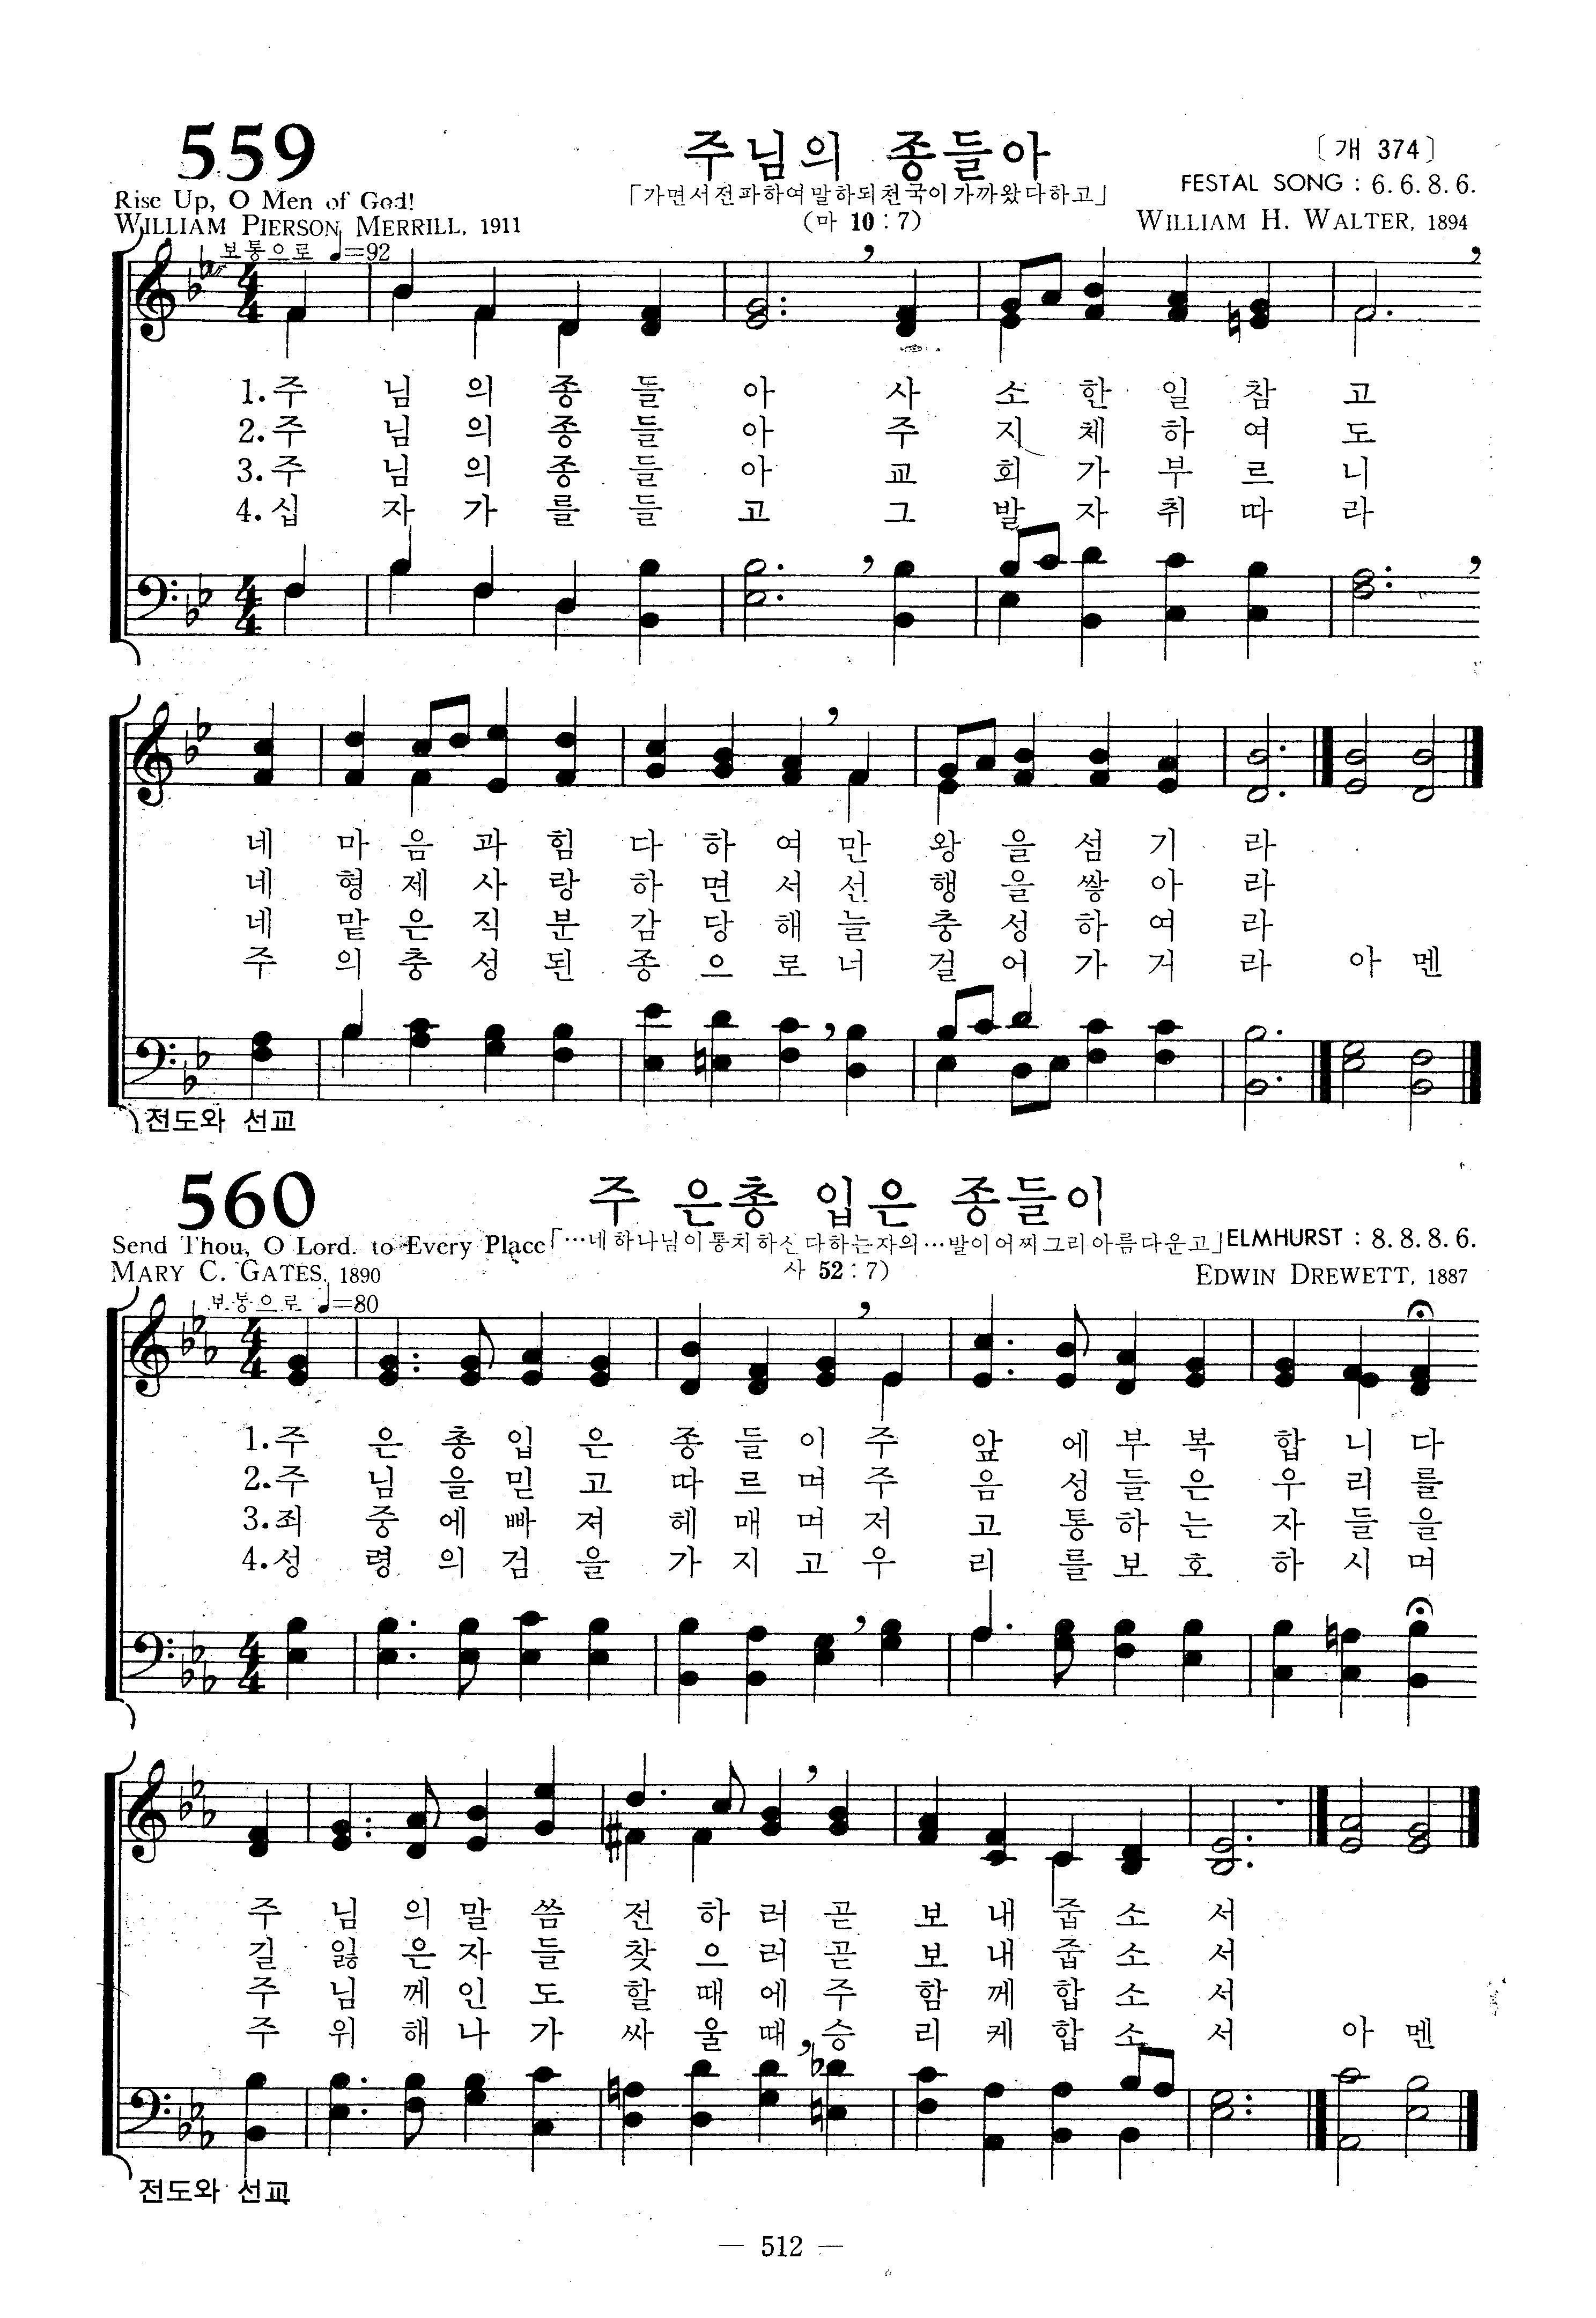 559
주님의 종들아
〔개 374〕
Rise Up, O Men of God!
「가면서전파하여말하되천국이가까왔다하고」
FESTAL SONG : 6. 6. 8. 6.
WILLIAM PIERSON MERRILL, 1911
(마 10 : 7)
WILLIAM H. WALTER, 1894
보통으로 ♩=92
1.주 님 의 종 들 아 사 소 한 일 참 고
2.주 님 의 종 들 아 주 지 체 하 여 도
3.주 님 의 종 들 아 교 회 가 부 르 니
4.십 자 가 를 들 고 그 발 자 취 따 라
네 마 음 과 힘 다 하 여 만 왕 을 섬 기 라
네 형 제 사 랑 하 면 서 선 행 을 쌓 아 라
네 맡 은 직 분 감 당 해 늘 충 성 하 여 라
주 의 충 성 된 종 으 로 너 걸 어 가 거 라 아 멘
전도와 선교
560
주 은총 입은 종들이
Send Thou, O Lord. to Every Place
「…네하나님이통치하신다하는자의…발이어찌그리아름다운고」
ELMHURST : 8. 8. 8. 6.
MARY C. GATES, 1890
사 52 : 7)
EDWIN DREWETT, 1887
보통으로 ♩=80
1.주 은 총 입 은 종 들 이 주 앞 에 부 복 합 니 다
2.주 님 을 믿 고 따 르 며 주 음 성 들 은 우 리 를
3.죄 중 에 빠 져 헤 매 며 저 고 통 하 는 자 들 을
4.성 령 의 검 을 가 지 고 우 리 를 보 호 하 시 며
주 님 의 말 씀 전 하 러 곧 보 내 줍 소 서
길 잃 은 자 들 찾 으 러 곧 보 내 줍 소 서
주 님 께 인 도 할 때 에 주 함 께 합 소 서
주 위 해 나 가 싸 울 때 승 리 케 합 소 서 아 멘
전도와 선교
— 512 —